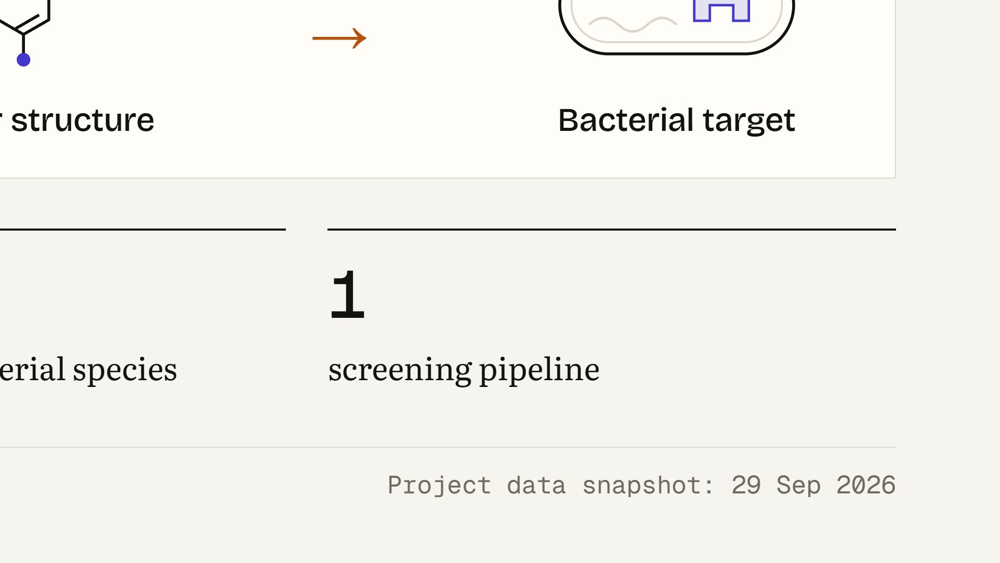 structure
Bacterial target
1
erial species
screening pipeline
Project data snapshot: 29 Sep 2026